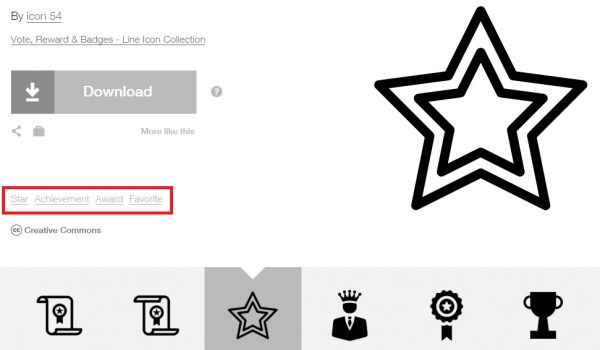 By icon 54
Vote, Reward & Badges - Line Icon Collection
Download
?
More like this
Star Achievement Award Favorite
cc Creative Commons